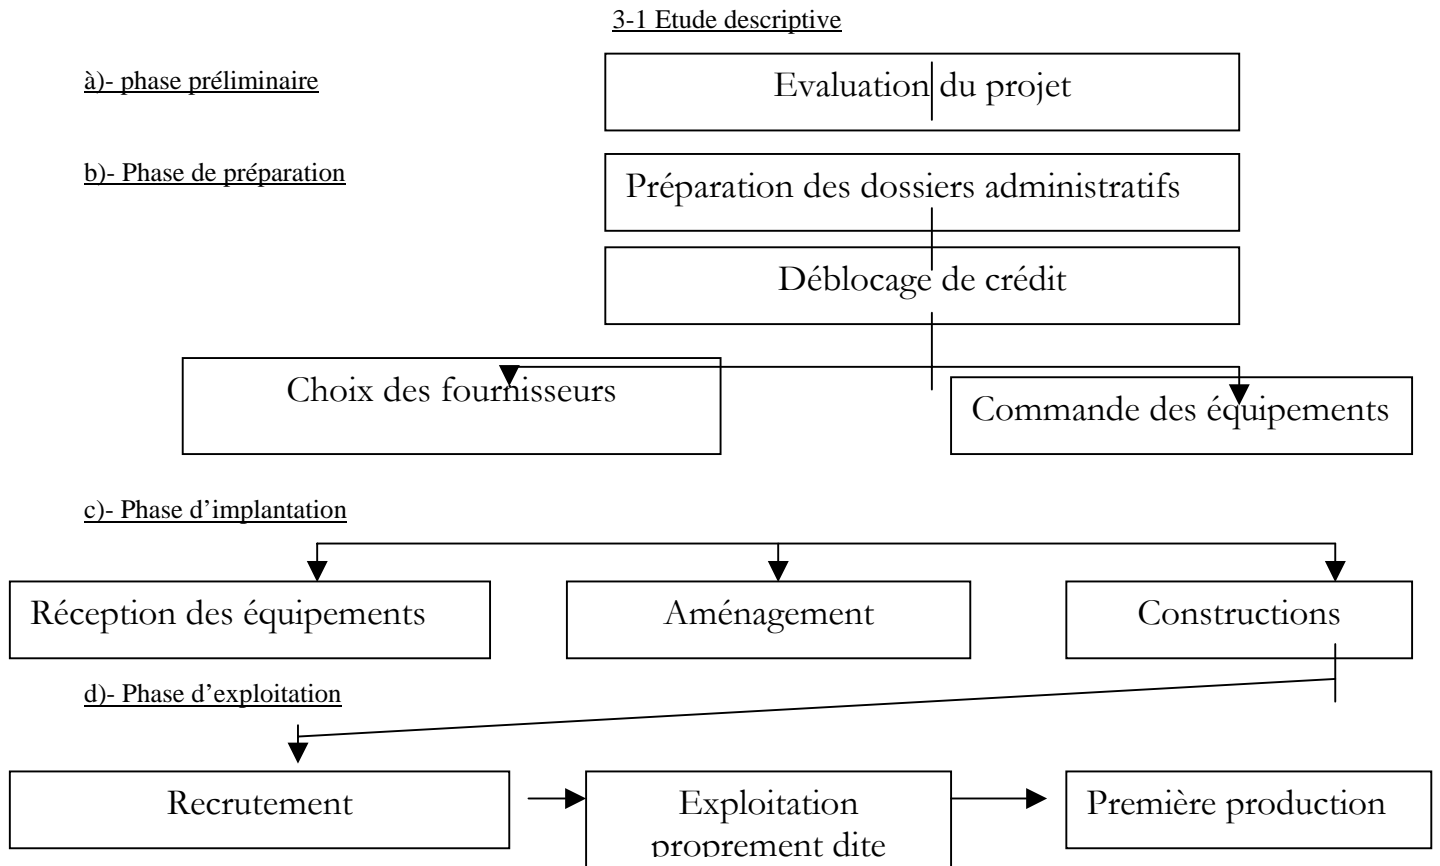 3-1 Etude descriptive
à)- phase préliminaire
Evaluation du projet
b)- Phase de préparation
Préparation des dossiers administratifs
Déblocage de crédit
Choix des fournisseurs
Commande des équipements
c)- Phase d’implantation
Réception des équipements
Aménagement
Constructions
d)- Phase d’exploitation
Recrutement
Exploitation
proprement dite
Première production